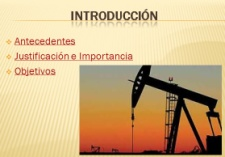 INTRODUCCIÓN
Antecedentes
Justificación e Importancia
Objetivos